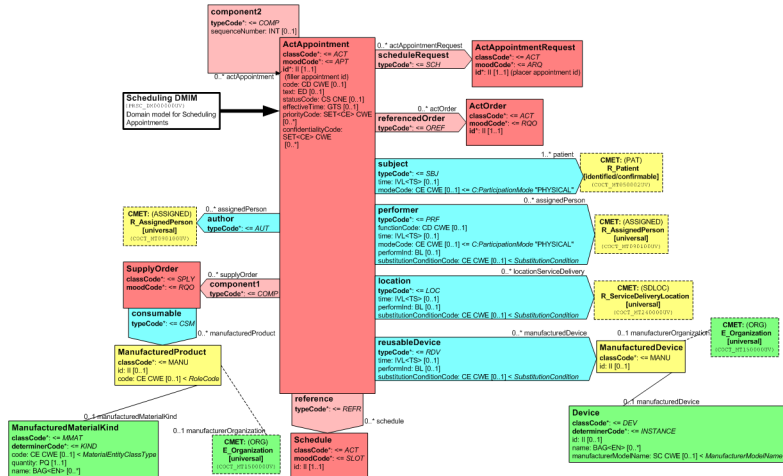 component2
typeCode*: <= COMP
sequenceNumber: INT [0..1]
0..* actAppointment
ActAppointment
classCode*: <= ACT
moodCode*: <= APT
id*: II [1..1]
(filler appointment id)
code: CD CWE [0..1]
text: ED [0..1]
statusCode: CS CNE [0..1]
effectiveTime: GTS [0..1]
priorityCode: SET<CE> CWE
[0..*]
confidentialityCode:
SET<CE> CWE
[0..*]
0..* actAppointmentRequest
scheduleRequest
typeCode*: <= SCH
ActAppointmentRequest
classCode*: <= ACT
moodCode*: <= ARQ
id*: II [1..1] (placer appointment id)
Scheduling DMIM
Domain model for Scheduling
Appointments
0..* actOrder
referencedOrder
typeCode*: <= OREF
ActOrder
classCode*: <= ACT
moodCode*: <= RQO
id*: II [1..1]
1..* patient
subject
typeCode*: <= SBJ
time: IVL<TS> [0..1]
modeCode: CE CWE [0..1] <= C:ParticipationMode "PHYSICAL"
CMET: (PAT)
R_Patient
[identified/confirmable]
0..* assignedPerson
performer
typeCode*: <= PRF
functionCode: CD CWE [0..1]
time: IVL<TS> [0..1]
modeCode: CE CWE [0..1] <= C:ParticipationMode "PHYSICAL"
performInd: BL [0..1]
substitutionConditionCode: CE CWE [0..1] < SubstitutionCondition
CMET: (ASSIGNED)
R_AssignedPerson
[universal]
CMET: (ASSIGNED)
R_AssignedPerson
[universal]
0..* assignedPerson
author
typeCode*: <= AUT
SupplyOrder
classCode*: <= SPLY
moodCode*: <= RQO
0..* supplyOrder
component1
typeCode*: <= COMP
0..* locationServiceDelivery
location
typeCode*: <= LOC
time: IVL<TS> [0..1]
performInd: BL [0..1]
substitutionConditionCode: CE CWE [0..1] < SubstitutionCondition
CMET: (SDLOC)
R_ServiceDeliveryLocation
[universal]
consumable
typeCode*: <= CSM
0..* manufacturedProduct
ManufacturedProduct
classCode*: <= MANU
id: II [0..1]
code: CE CWE [0..1] < RoleCode
0..* manufacturedDevice
reusableDevice
typeCode*: <= RDV
time: IVL<TS> [0..1]
performInd: BL [0..1]
substitutionConditionCode: CE CWE [0..1] < SubstitutionCondition
0..1 manufacturerOrganization
ManufacturedDevice
classCode*: <= MANU
id: II [0..1]
CMET: (ORG)
E_Organization
[universal]
0..1 manufacturedDevice
Device
classCode*: <= DEV
determinerCode*: <= INSTANCE
id: II [0..1]
name: BAG<EN> [0..*]
manufacturerModelName: SC CWE [0..1] < ManufacturerModelName
reference
typeCode*: <= REFR
0..* schedule
Schedule
classCode*: <= ACT
moodCode*: <= SLOT
id: II [1..1]
0..1 manufacturedMaterialKind
ManufacturedMaterialKind
classCode*: <= MMAT
determinerCode*: <= KIND
code: CE CWE [0..1] < MaterialEntityClassType
quantity: PQ [1..1]
name: BAG<EN> [0..*]
0..1 manufacturerOrganization
CMET: (ORG)
E_Organization
[universal]